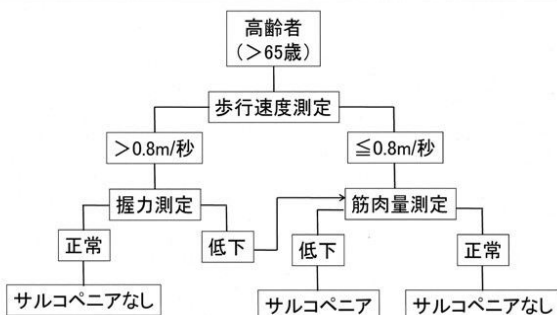 高齢者
(>65歳)
歩行速度測定
>0.8m/秒
≦0.8m/秒
握力測定
筋肉量測定
正常
低下
低下
正常
サルコペニアなし
サルコペニア
サルコペニアなし